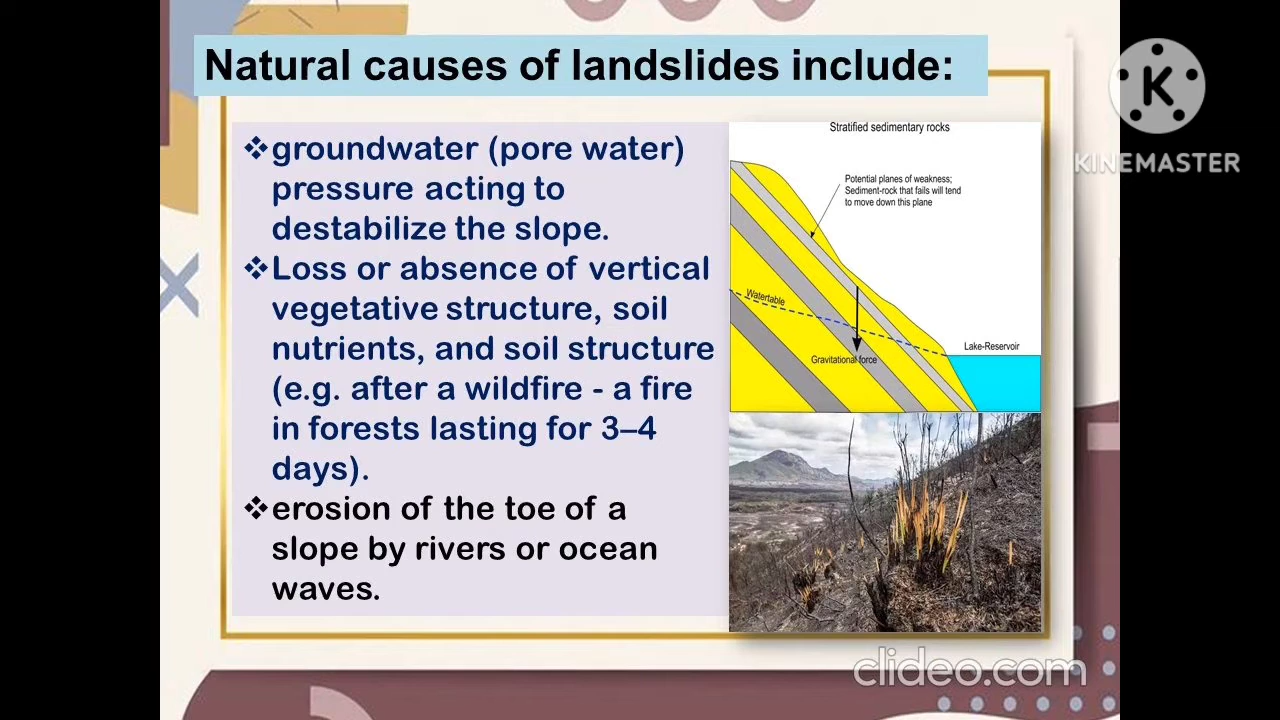 Natural causes of landslides include:
❖groundwater (pore water)
pressure acting to
destabilize the slope.
❖Loss or absence of vertical
vegetative structure, soil
nutrients, and soil structure
(e.g. after a wildfire - a fire
in forests lasting for 3–4
days).
❖erosion of the toe of a
slope by rivers or ocean
waves.
Stratified sedimentary rocks
Potential planes of weakness;
Sediment-rock that fails will tend
to move down this plane
Watertable
Lake-Reservoir
Gravitational force
K
KINEMASTER
clideo.com